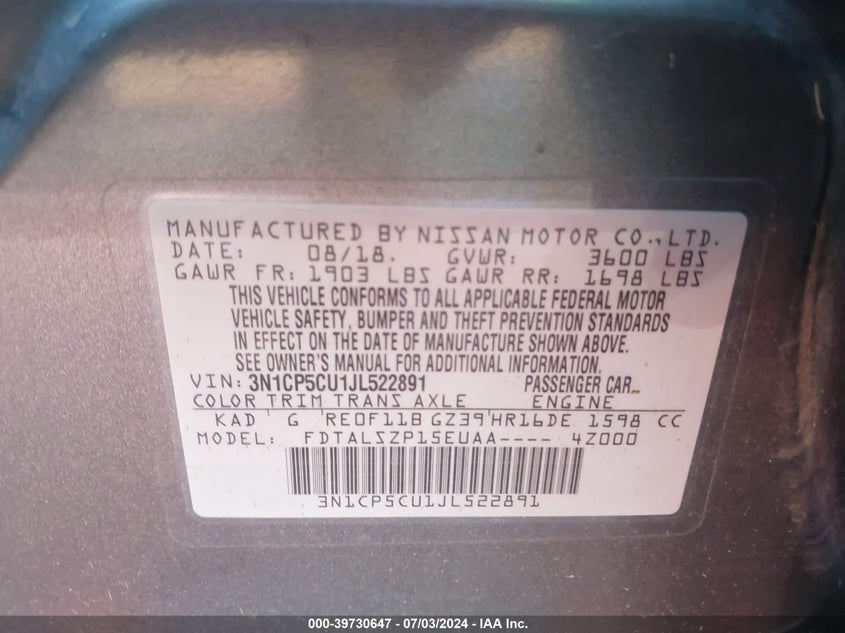 MANUFACTURED BY NISSAN MOTOR CO., LTD.
DATE: 08/18. GVWR: 3600 LBS
GAWR FR: 1903 LBS GAWR RR: 1698 LBS
THIS VEHICLE CONFORMS TO ALL APPLICABLE FEDERAL MOTOR
VEHICLE SAFETY, BUMPER AND THEFT PREVENTION STANDARDS
IN EFFECT ON THE DATE OF MANUFACTURE SHOWN ABOVE.
SEE OWNER'S MANUAL FOR ADDITIONAL INFORMATION.
VIN: 3N1CP5CU1JL522891 PASSENGER CAR
COLOR TRIM TRANS AXLE ENGINE
KAD G RE0F11B GZ39 HR16DE 1598 CC
MODEL: FDTALSZP15EUAA---- 4Z000
3N1CP5CU1JL522891
000-39730647 - 07/03/2024 - IAA Inc.